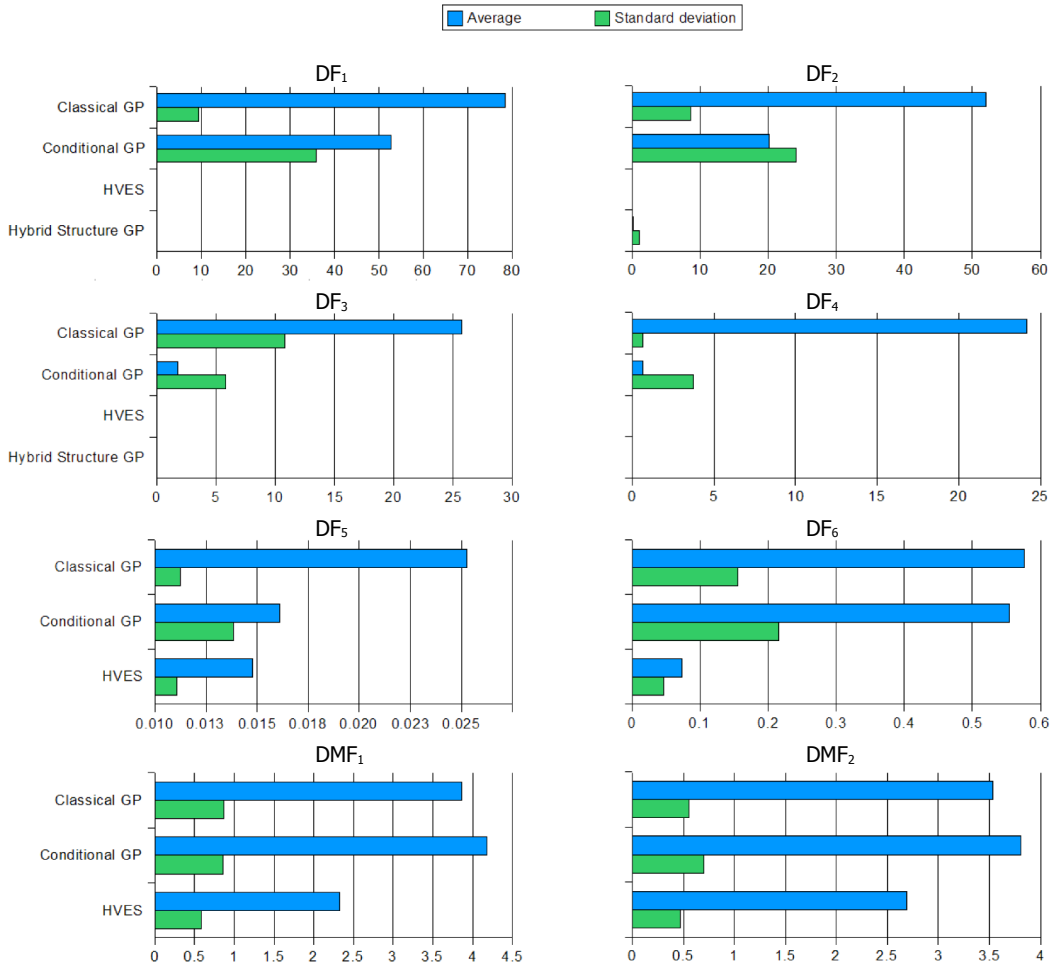 Average Standard deviation
DF₁ DF₂
Classical GP
Conditional GP
HVES
Hybrid Structure GP
0 10 20 30 40 50 60 70 80 0 10 20 30 40 50 60
DF₃ DF₄
Classical GP
Conditional GP
HVES
Hybrid Structure GP
0 5 10 15 20 25 30 0 5 10 15 20 25
DF₅ DF₆
Classical GP
Conditional GP
HVES
0.010 0.013 0.015 0.018 0.020 0.023 0.025 0 0.1 0.2 0.3 0.4 0.5 0.6
DMF₁ DMF₂
Classical GP
Conditional GP
HVES
0 0.5 1 1.5 2 2.5 3 3.5 4 4.5 0 0.5 1 1.5 2 2.5 3 3.5 4